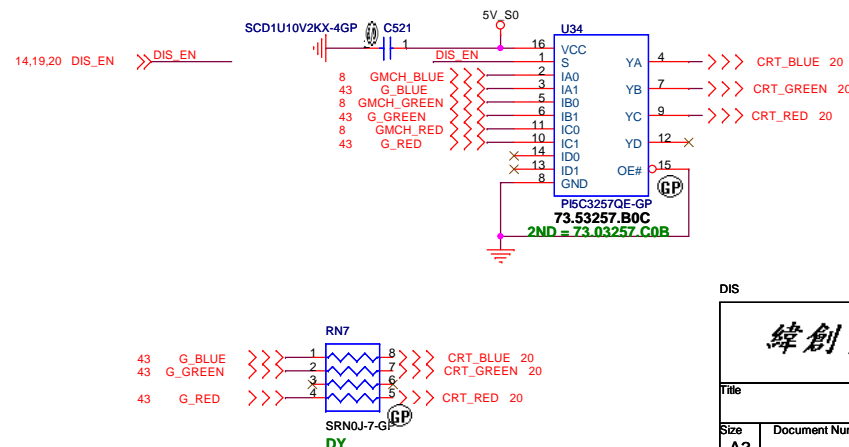 5V_S0
SCD1U10V2KX-4GP C521 U34
1
14,19,20 DIS_EN DIS_EN DIS_EN 16 VCC
1 S YA 4 CRT_BLUE 20
8 GMCH_BLUE 2 IA0
43 G_BLUE 3 IA1 YB 7 CRT_GREEN 20
8 GMCH_GREEN 5 IB0
43 G_GREEN 6 IB1 YC 9 CRT_RED 20
8 GMCH_RED 11 IC0
43 G_RED 10 IC1 YD 12
14 ID0
13 ID1 OE# 15
8 GND
GP
PI5C3257QE-GP
73.53257.B0C
2ND = 73.03257.C0B
DIS
RN7
緯創
43 G_BLUE 1 8 CRT_BLUE 20
43 G_GREEN 2 7 CRT_GREEN 20
3 6
43 G_RED 4 5 CRT_RED 20
GP
Title
SRN0J-7-GP
DY
Size Document Num
A3